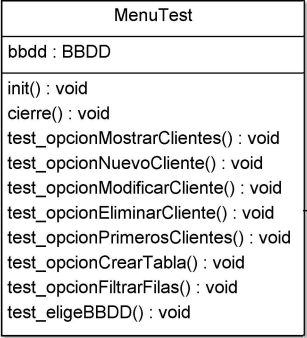 MenuTest
bbdd : BBDD
init() : void
cierre() : void
test_opcionMostrarClientes() : void
test_opcionNuevoCliente() : void
test_opcionModificarCliente() : void
test_opcionEliminarCliente() : void
test_opcionPrimerosClientes() : void
test_opcionCrearTabla() : void
test_opcionFiltrarFilas() : void
test_eligeBBDD() : void